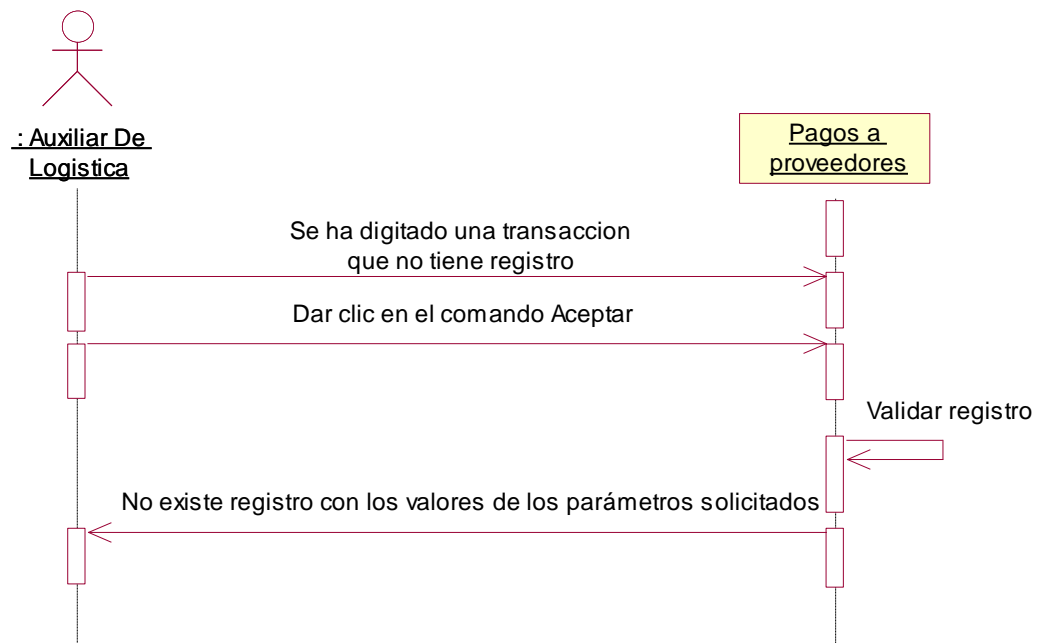 : Auxiliar De
Logistica
Pagos a
proveedores
Se ha digitado una transaccion
que no tiene registro
Dar clic en el comando Aceptar
Validar registro
No existe registro con los valores de los parámetros solicitados